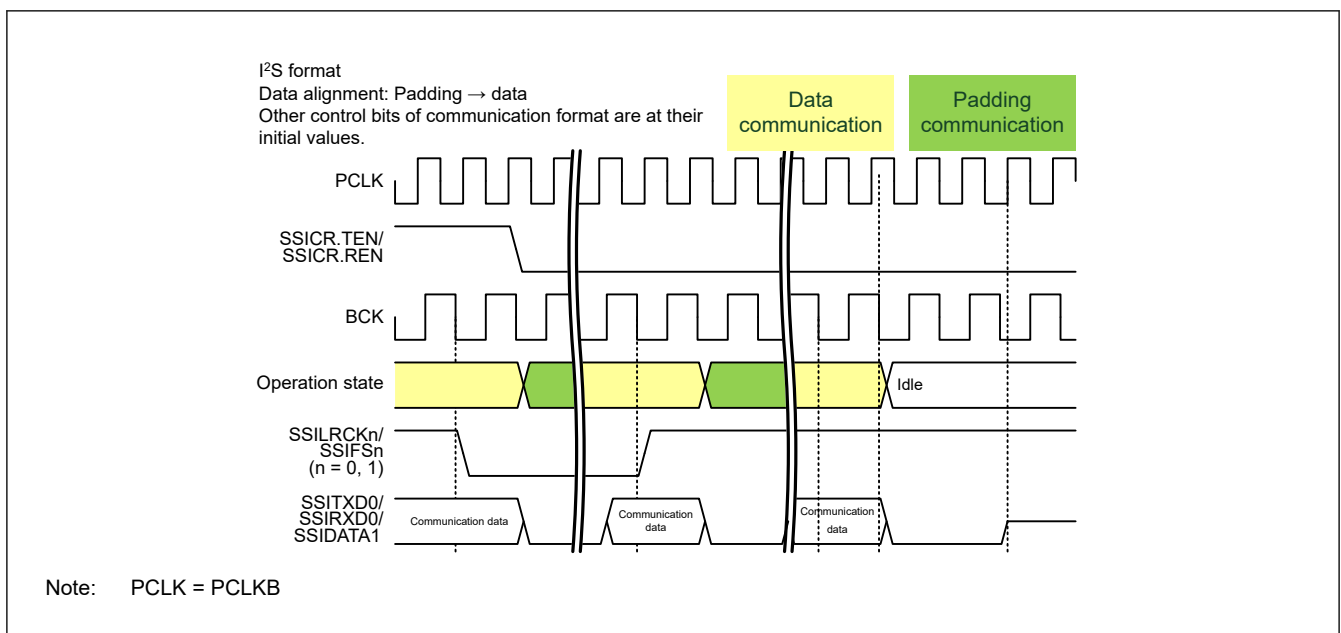 I²S format
Data alignment: Padding → data
Other control bits of communication format are at their
initial values.
Data
communication
Padding
communication
PCLK
SSICR.TEN/
SSICR.REN
BCK
Operation state
Idle
SSILRCKn/
SSIFSn
(n = 0, 1)
SSITXD0/
SSIRXD0/
SSIDATA1
Communication data
Communication
data
Communication
data
Note: PCLK = PCLKB